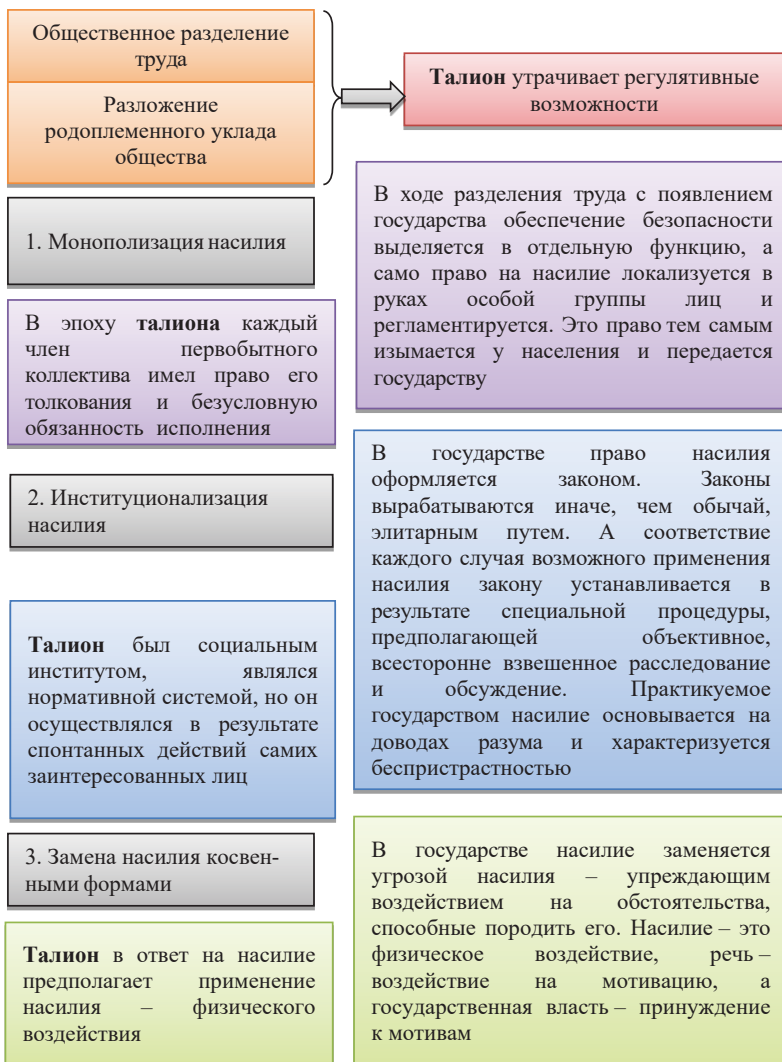 Общественное разделение
труда
Разложение
родоплеменного уклада
общества
Талион утрачивает регулятивные
возможности
1. Монополизация насилия
В эпоху талиона каждый
член первобытного
коллектива имел право его
толкования и безусловную
обязанность исполнения
В ходе разделения труда с появлением
государства обеспечение безопасности
выделяется в отдельную функцию, а
само право на насилие локализуется в
руках особой группы лиц и
регламентируется. Это право тем самым
изымается у населения и передается
государству
2. Институционализация
насилия
Талион был социальным
институтом, являлся
нормативной системой, но он
осуществлялся в результате
спонтанных действий самих
заинтересованных лиц
В государстве право насилия
оформляется законом. Законы
вырабатываются иначе, чем обычай,
элитарным путем. А соответствие
каждого случая возможного применения
насилия закону устанавливается в
результате специальной процедуры,
предполагающей объективное,
всесторонне взвешенное расследование
и обсуждение. Практикуемое
государством насилие основывается на
доводах разума и характеризуется
беспристрастностью
3. Замена насилия косвен-
ными формами
Талион в ответ на насилие
предполагает применение
насилия – физического
воздействия
В государстве насилие заменяется
угрозой насилия – упреждающим
воздействием на обстоятельства,
способные породить его. Насилие – это
физическое воздействие, речь –
воздействие на мотивацию, а
государственная власть – принуждение
к мотивам